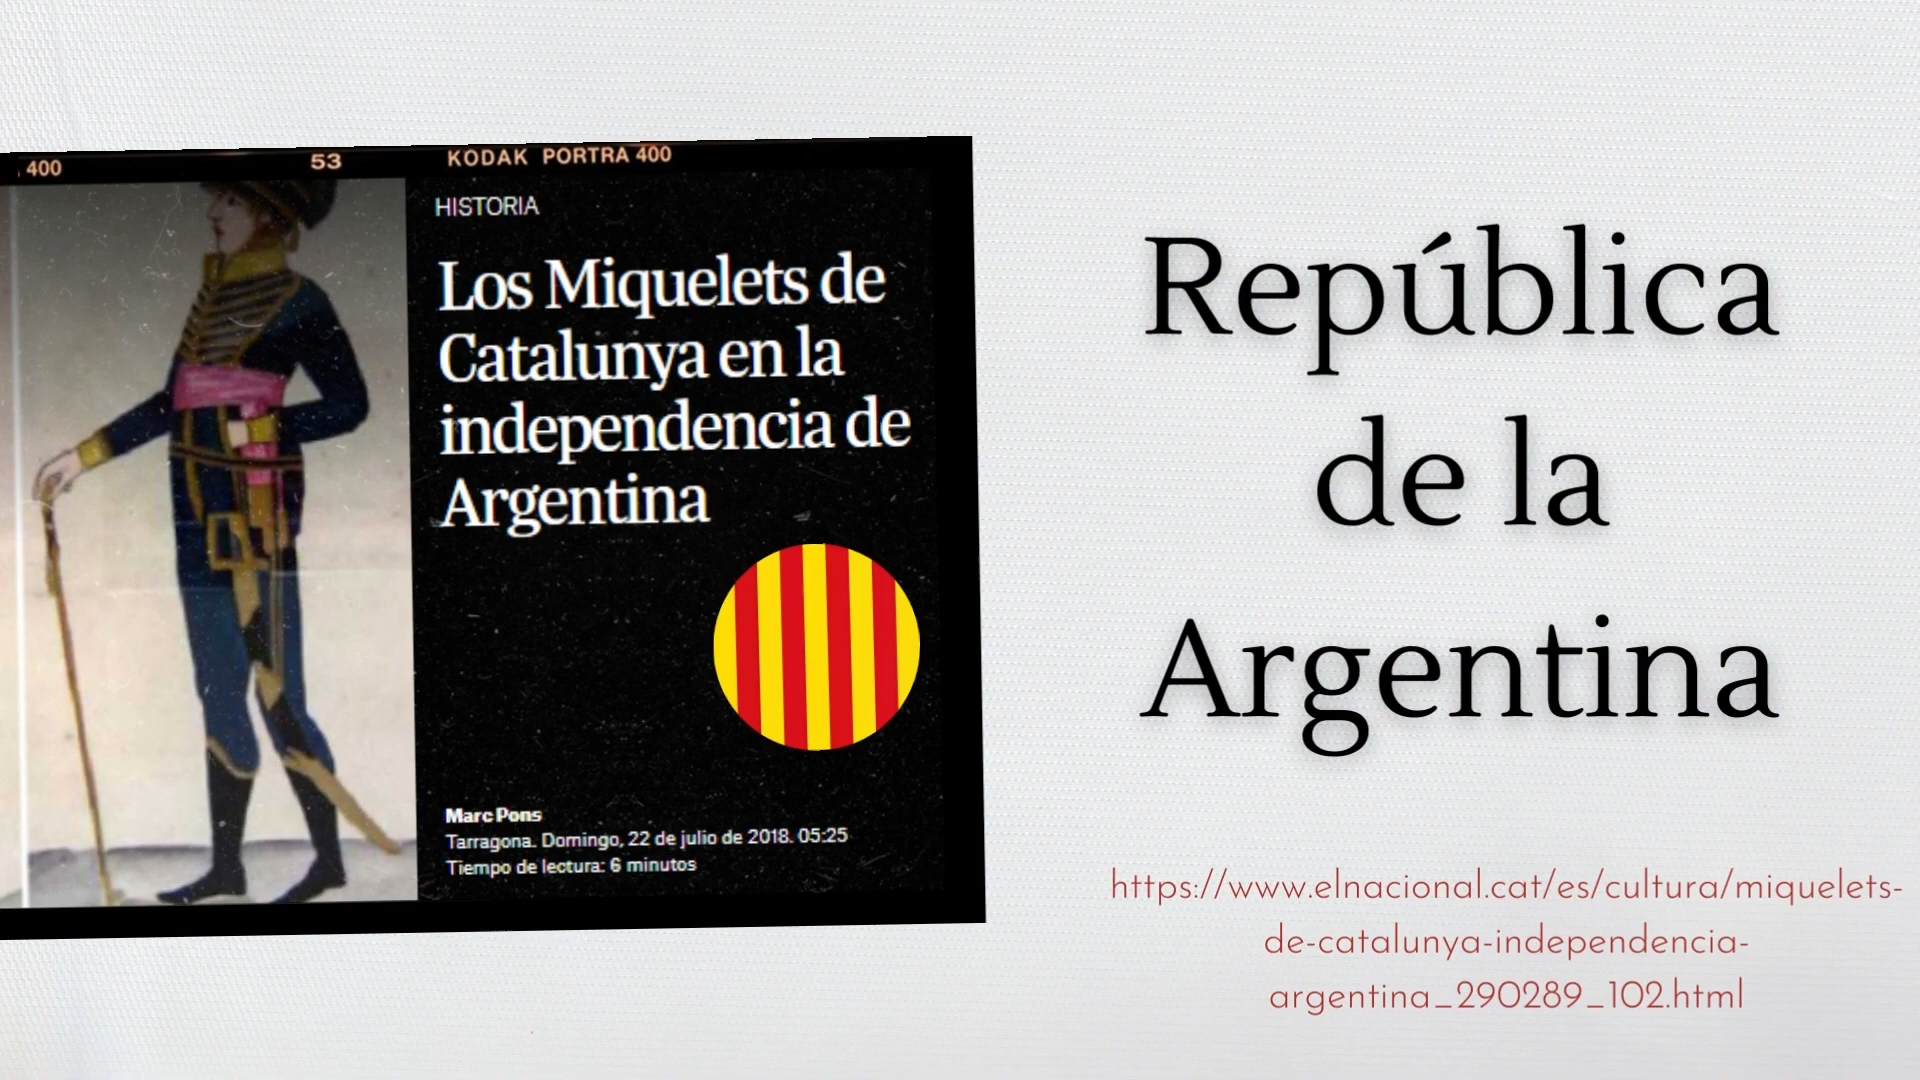 400
53
KODAK PORTRA 400
HISTORIA
Los Miquelets de
Catalunya en la
independencia de
Argentina
Marc Pons
Tarragona. Domingo, 22 de julio de 2018. 05:25
Tiempo de lectura: 6 minutos
República
de la
Argentina
https://www.elnacional.cat/es/cultura/miquelets-
de-catalunya-independencia-
argentina_290289_102.html